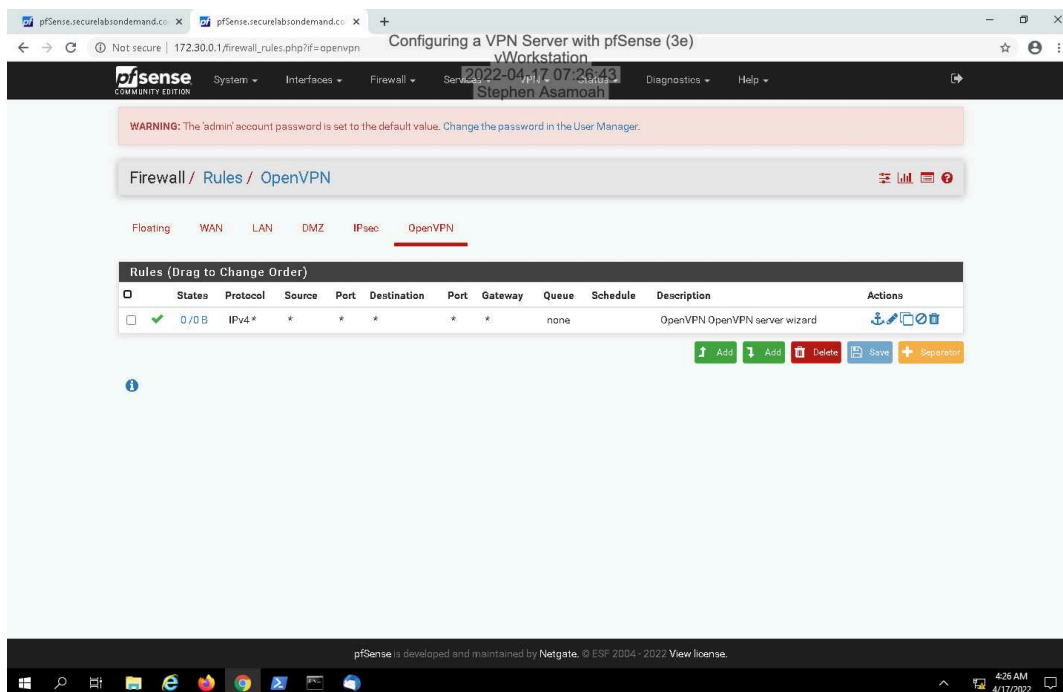 pfSense.securelabsondemand.co
pfSense.securelabsondemand.co
Not secure | 172.30.0.1/firewall_rules.php?if=openvpn
Configuring a VPN Server with pfSense (3e)
vWorkstation
2022-04-17 07:26:43
Stephen Asamoah
pfsense
COMMUNITY EDITION
System Interfaces Firewall Services VPN Status Diagnostics Help
WARNING: The 'admin' account password is set to the default value. Change the password in the User Manager.
Firewall / Rules / OpenVPN
Floating WAN LAN DMZ IPsec OpenVPN
Rules (Drag to Change Order)
States Protocol Source Port Destination Port Gateway Queue Schedule Description Actions
0 /0 B IPv4 * * * * * * none OpenVPN OpenVPN server wizard
Add Add Delete Save Separator
pfSense is developed and maintained by Netgate. © ESF 2004 - 2022 View license.
4:26 AM
4/17/2022